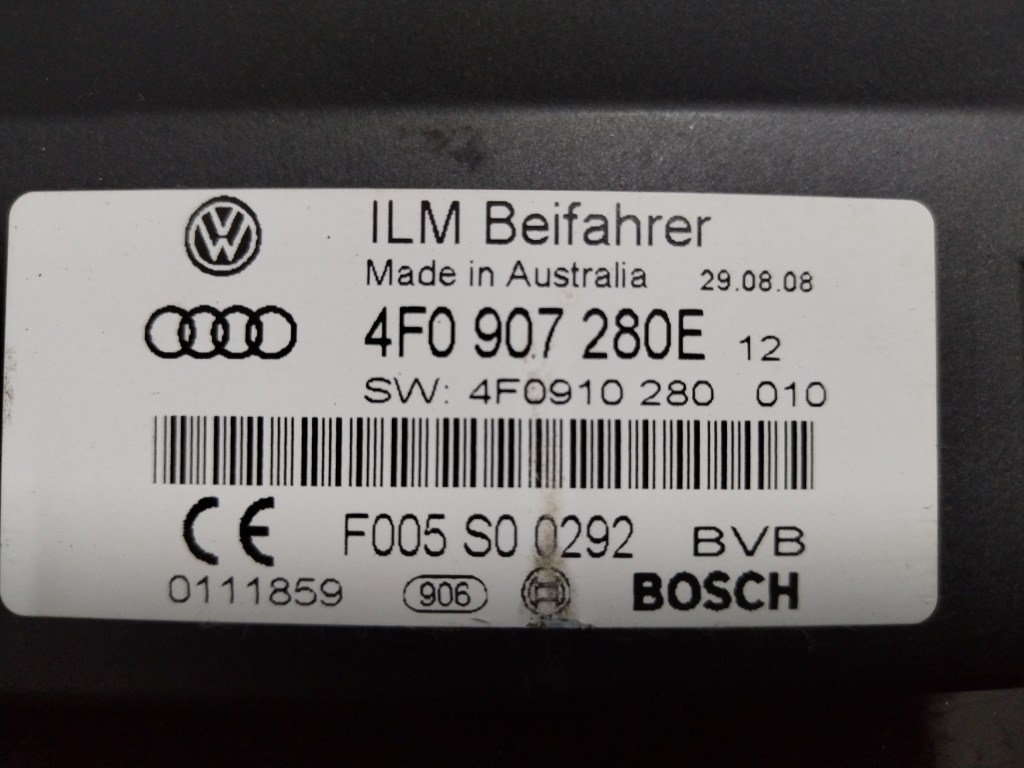 ILM Beifahrer
Made in Australia 29.08.08
4F0 907 280E 12
SW: 4F0910 280 010
CE F005 S0 0292 BVB
0111859 906 BOSCH